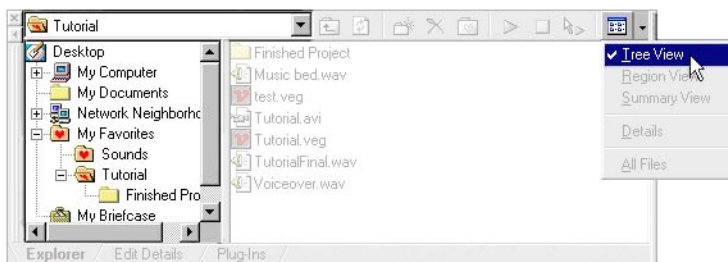 Tutorial
Desktop
My Computer
My Documents
Network Neighborho
My Favorites
Sounds
Tutorial
Finished Pro
My Briefcase
Finished Project
Music bed.wav
test.veg
Tutorial.avi
Tutorial.veg
TutorialFinal.wav
Voiceover.wav
Tree View
Region View
Summary View
Details
All Files
Explorer
Edit Details
Plug-Ins